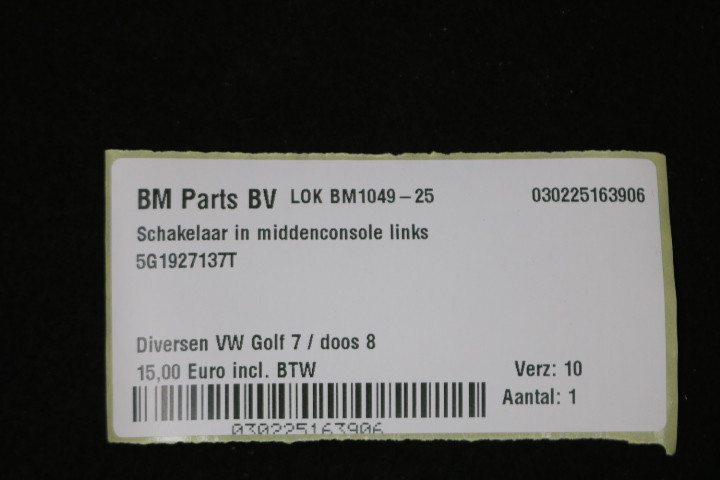 BM Parts BV LOK BM1049-25 030225163906
Schakelaar in middenconsole links
5G1927137T
Diversen VW Golf 7 / doos 8
15,00 Euro incl. BTW Verz: 10
Aantal: 1
030225163906